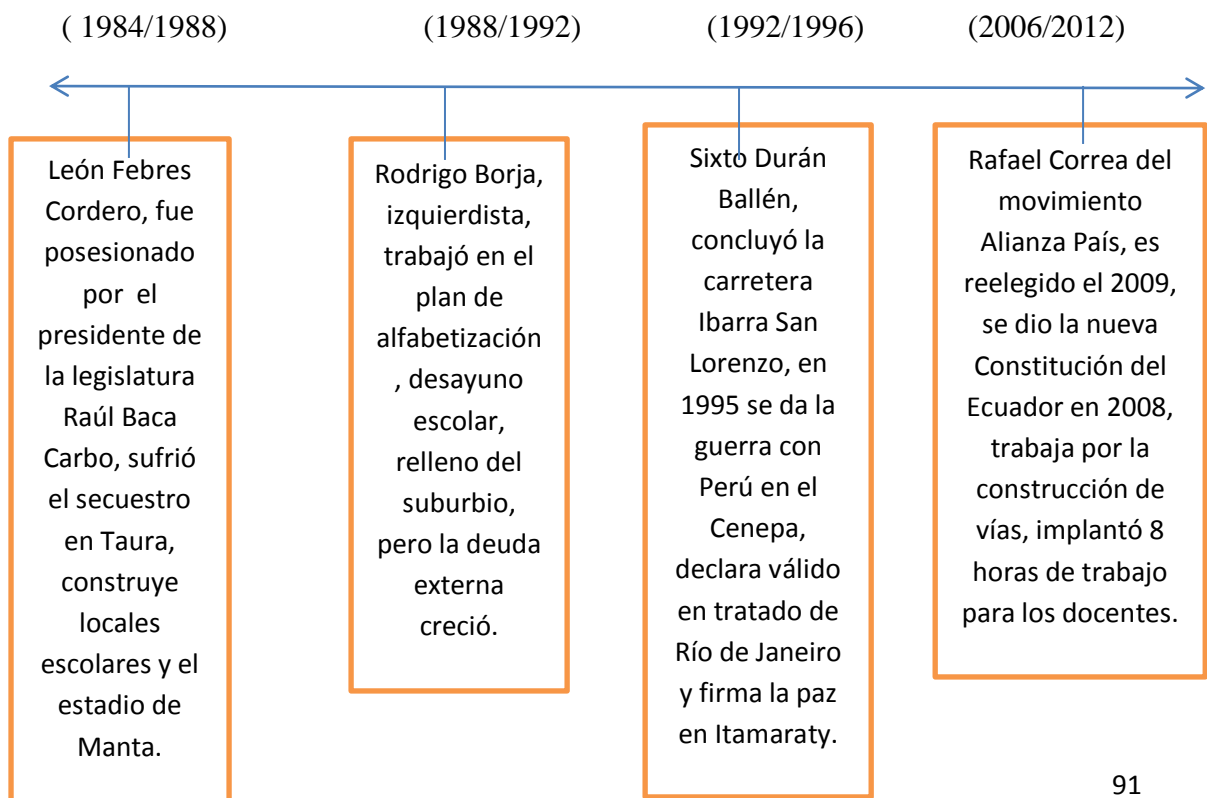 ( 1984/1988) (1988/1992) (1992/1996) (2006/2012)
León Febres
Cordero, fue
posesionado
por el
presidente de
la legislatura
Raúl Baca
Carbo, sufrió
el secuestro
en Taura,
construye
locales
escolares y el
estadio de
Manta.
Rodrigo Borja,
izquierdista,
trabajó en el
plan de
alfabetización
, desayuno
escolar,
relleno del
suburbio,
pero la deuda
externa
creció.
Sixto Durán
Ballén,
concluyó la
carretera
Ibarra San
Lorenzo, en
1995 se da la
guerra con
Perú en el
Cenepa,
declara válido
en tratado de
Río de Janeiro
y firma la paz
en Itamaraty.
Rafael Correa del
movimiento
Alianza País, es
reelegido el 2009,
se dio la nueva
Constitución del
Ecuador en 2008,
trabaja por la
construcción de
vías, implantó 8
horas de trabajo
para los docentes.
91